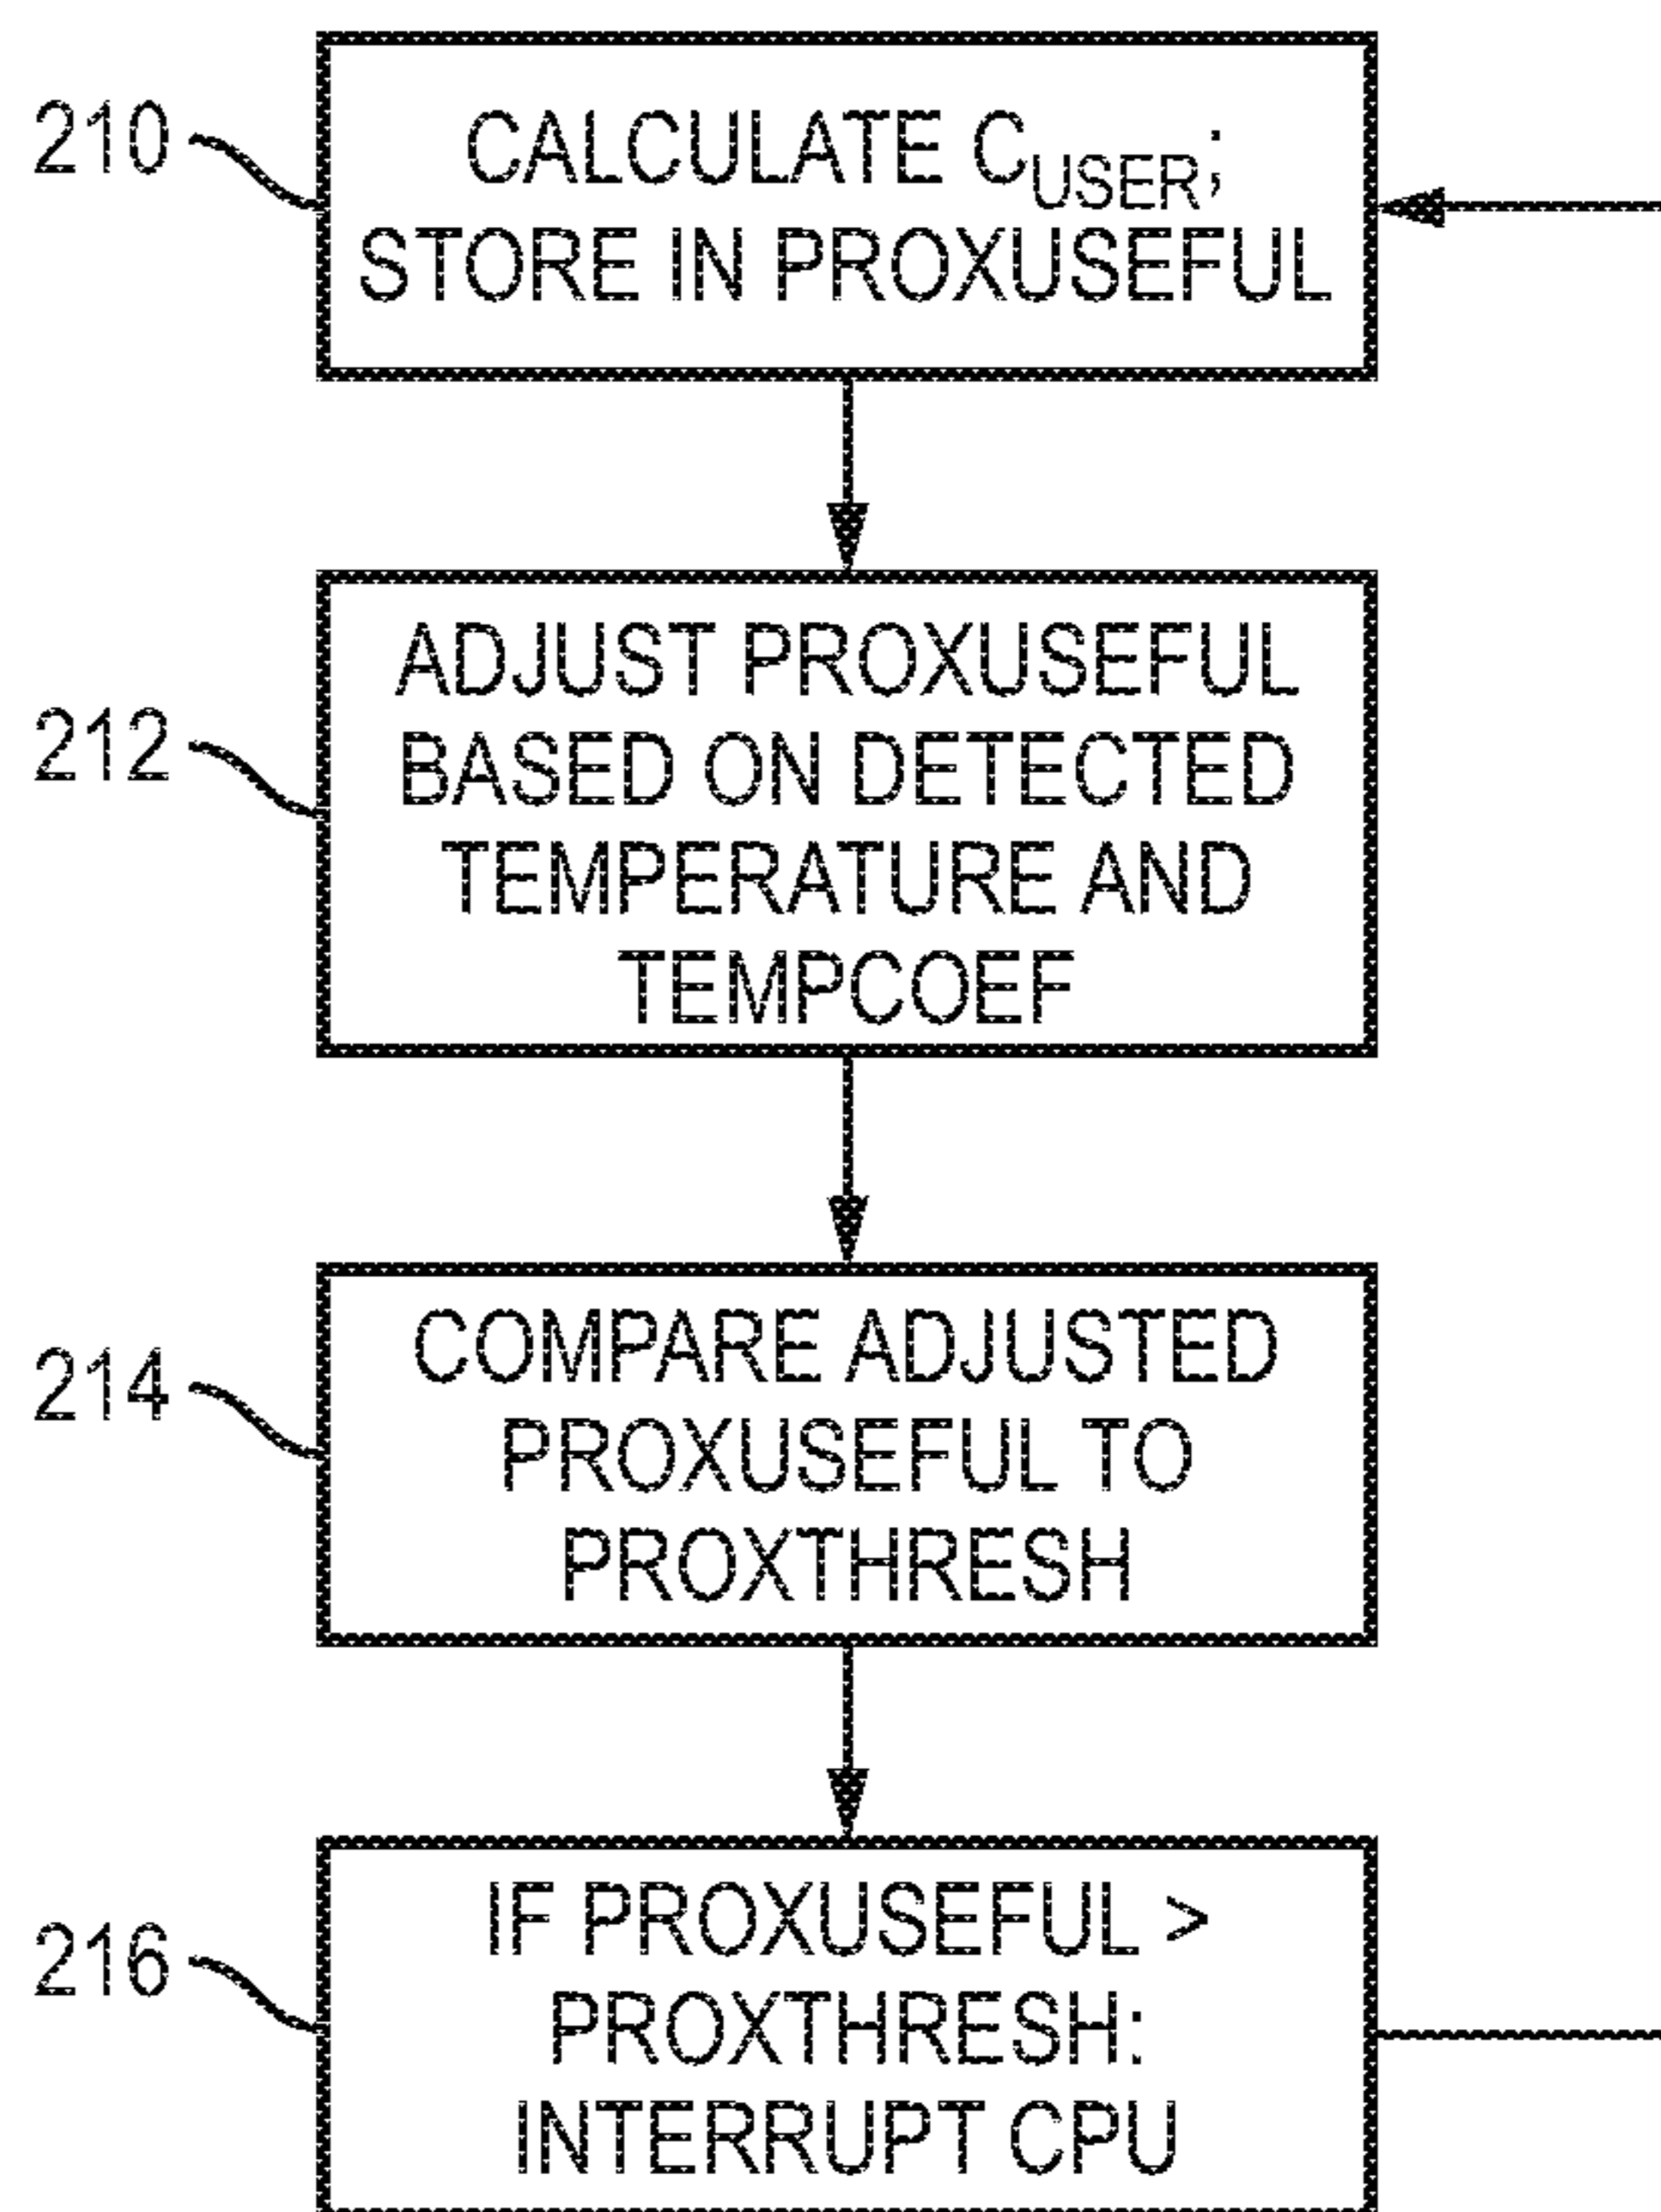 210
CALCULATE C_USER;
STORE IN PROXUSEFUL
212
ADJUST PROXUSEFUL
BASED ON DETECTED
TEMPERATURE AND
TEMPCOEF
214
COMPARE ADJUSTED
PROXUSEFUL TO
PROXTHRESH
216
IF PROXUSEFUL >
PROXTHRESH:
INTERRUPT CPU